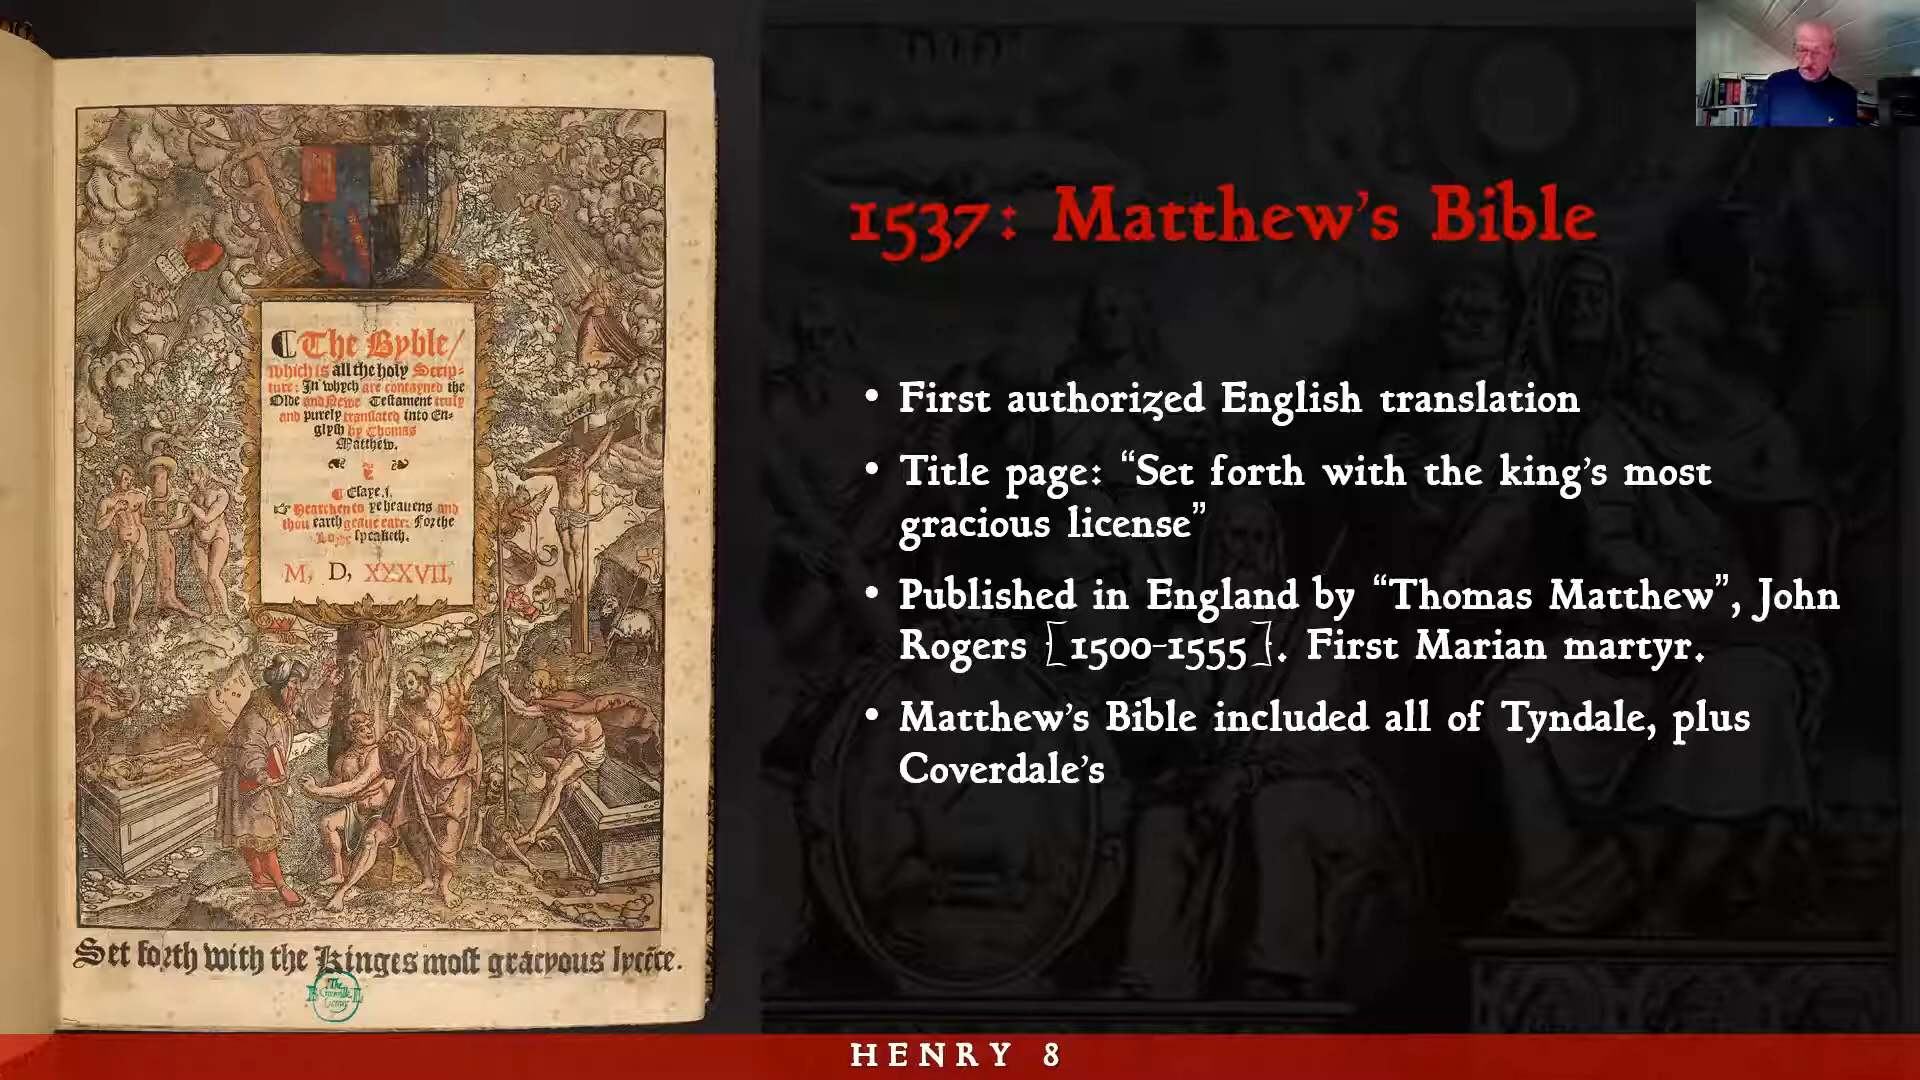 ¶ The Byble/
which is all the holy Scrip-
ture: In whych are contayned the
Olde and Newe Testament truly
and purely translated into En-
glysh by Thomas
Matthew.
¶ Esaye.j.
☞ Hearcken to ye heauens and
thou earth geaue eare: For the
Lorde speaketh.
M, D, XXXVII,
Set forth with the Kinges most gracyous lycẽce.
1537: Matthew’s Bible
• First authorized English translation
• Title page: “Set forth with the king’s most
gracious license”
• Published in England by “Thomas Matthew”, John
Rogers [1500-1555]. First Marian martyr.
• Matthew’s Bible included all of Tyndale, plus
Coverdale’s
HENRY 8